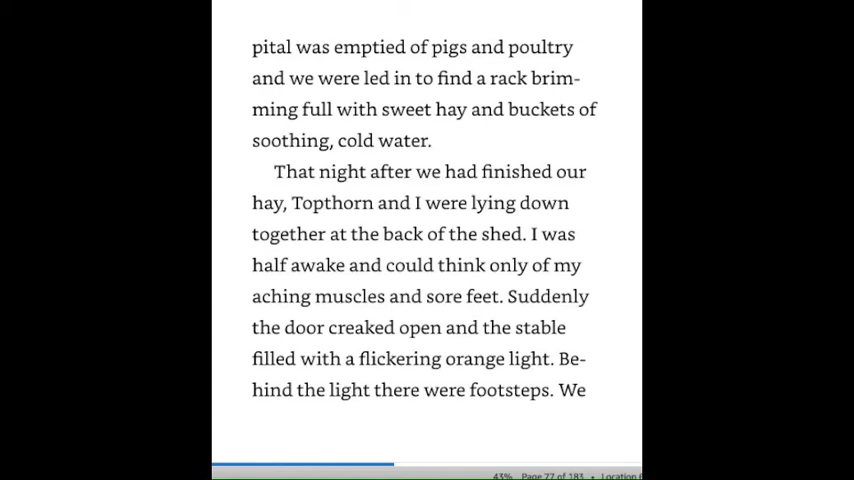 pital was emptied of pigs and poultry
and we were led in to find a rack brim-
ming full with sweet hay and buckets of
soothing, cold water.
That night after we had finished our
hay, Topthorn and I were lying down
together at the back of the shed. I was
half awake and could think only of my
aching muscles and sore feet. Suddenly
the door creaked open and the stable
filled with a flickering orange light. Be-
hind the light there were footsteps. We
43% Page 77 of 183 • Location